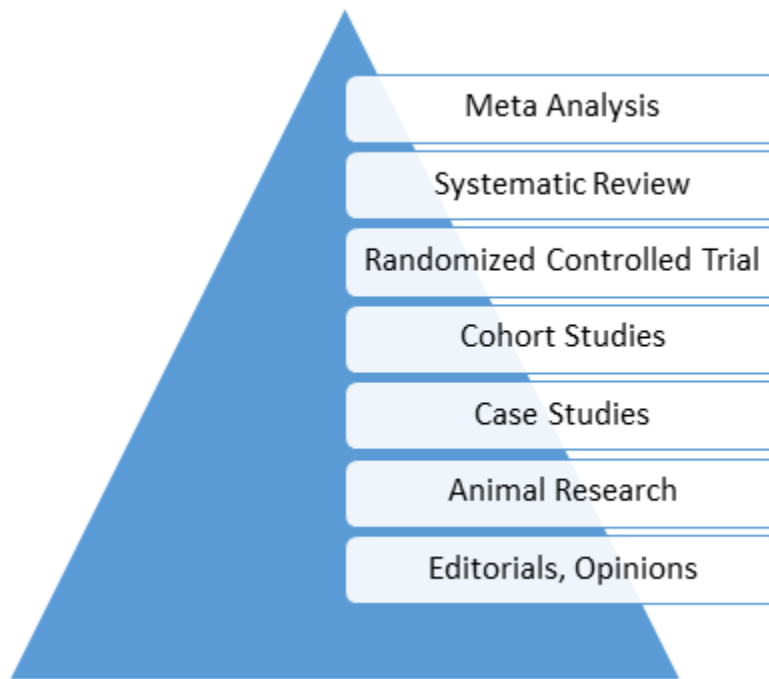 Meta Analysis
Systematic Review
Randomized Controlled Trial
Cohort Studies
Case Studies
Animal Research
Editorials, Opinions